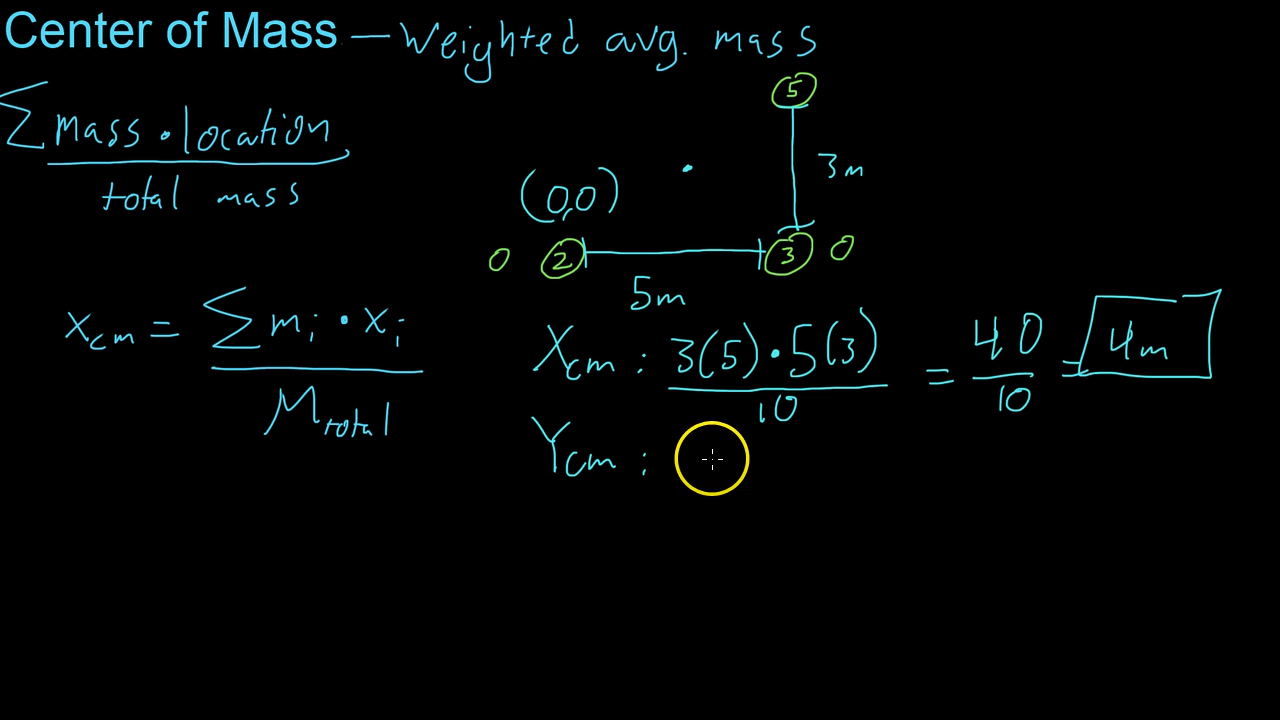 Center of Mass — Weighted avg. mass
Σ mass · location
total mass
5
3m
(0,0)
0 2 3 0
5m
x_cm = Σ m_i · x_i
M_total
X_cm : 3(5) · 5(3)
10
= 40
10
= 4m
Y_cm :